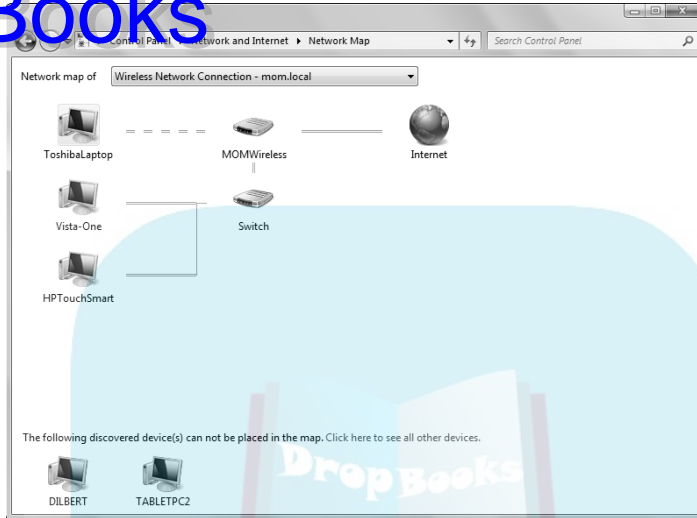 Books
Control Panel ▸ Network and Internet ▸ Network Map
Search Control Panel
Network map of Wireless Network Connection - mom.local
ToshibaLaptop MOMWireless Internet
Vista-One Switch
HPTouchSmart
The following discovered device(s) can not be placed in the map. Click here to see all other devices.
DropBooks
DILBERT TABLETPC2